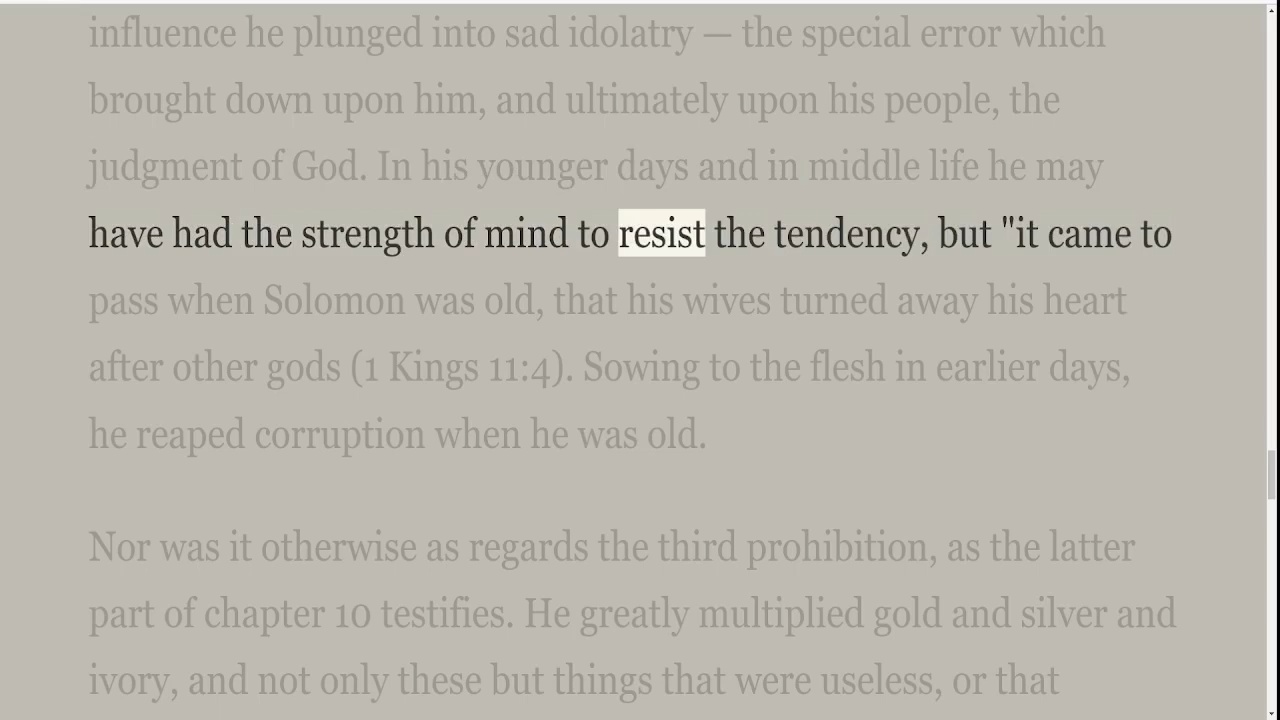 influence he plunged into sad idolatry — the special error which
brought down upon him, and ultimately upon his people, the
judgment of God. In his younger days and in middle life he may
have had the strength of mind to resist the tendency, but "it came to
pass when Solomon was old, that his wives turned away his heart
after other gods (1 Kings 11:4). Sowing to the flesh in earlier days,
he reaped corruption when he was old.
Nor was it otherwise as regards the third prohibition, as the latter
part of chapter 10 testifies. He greatly multiplied gold and silver and
ivory, and not only these but things that were useless, or that